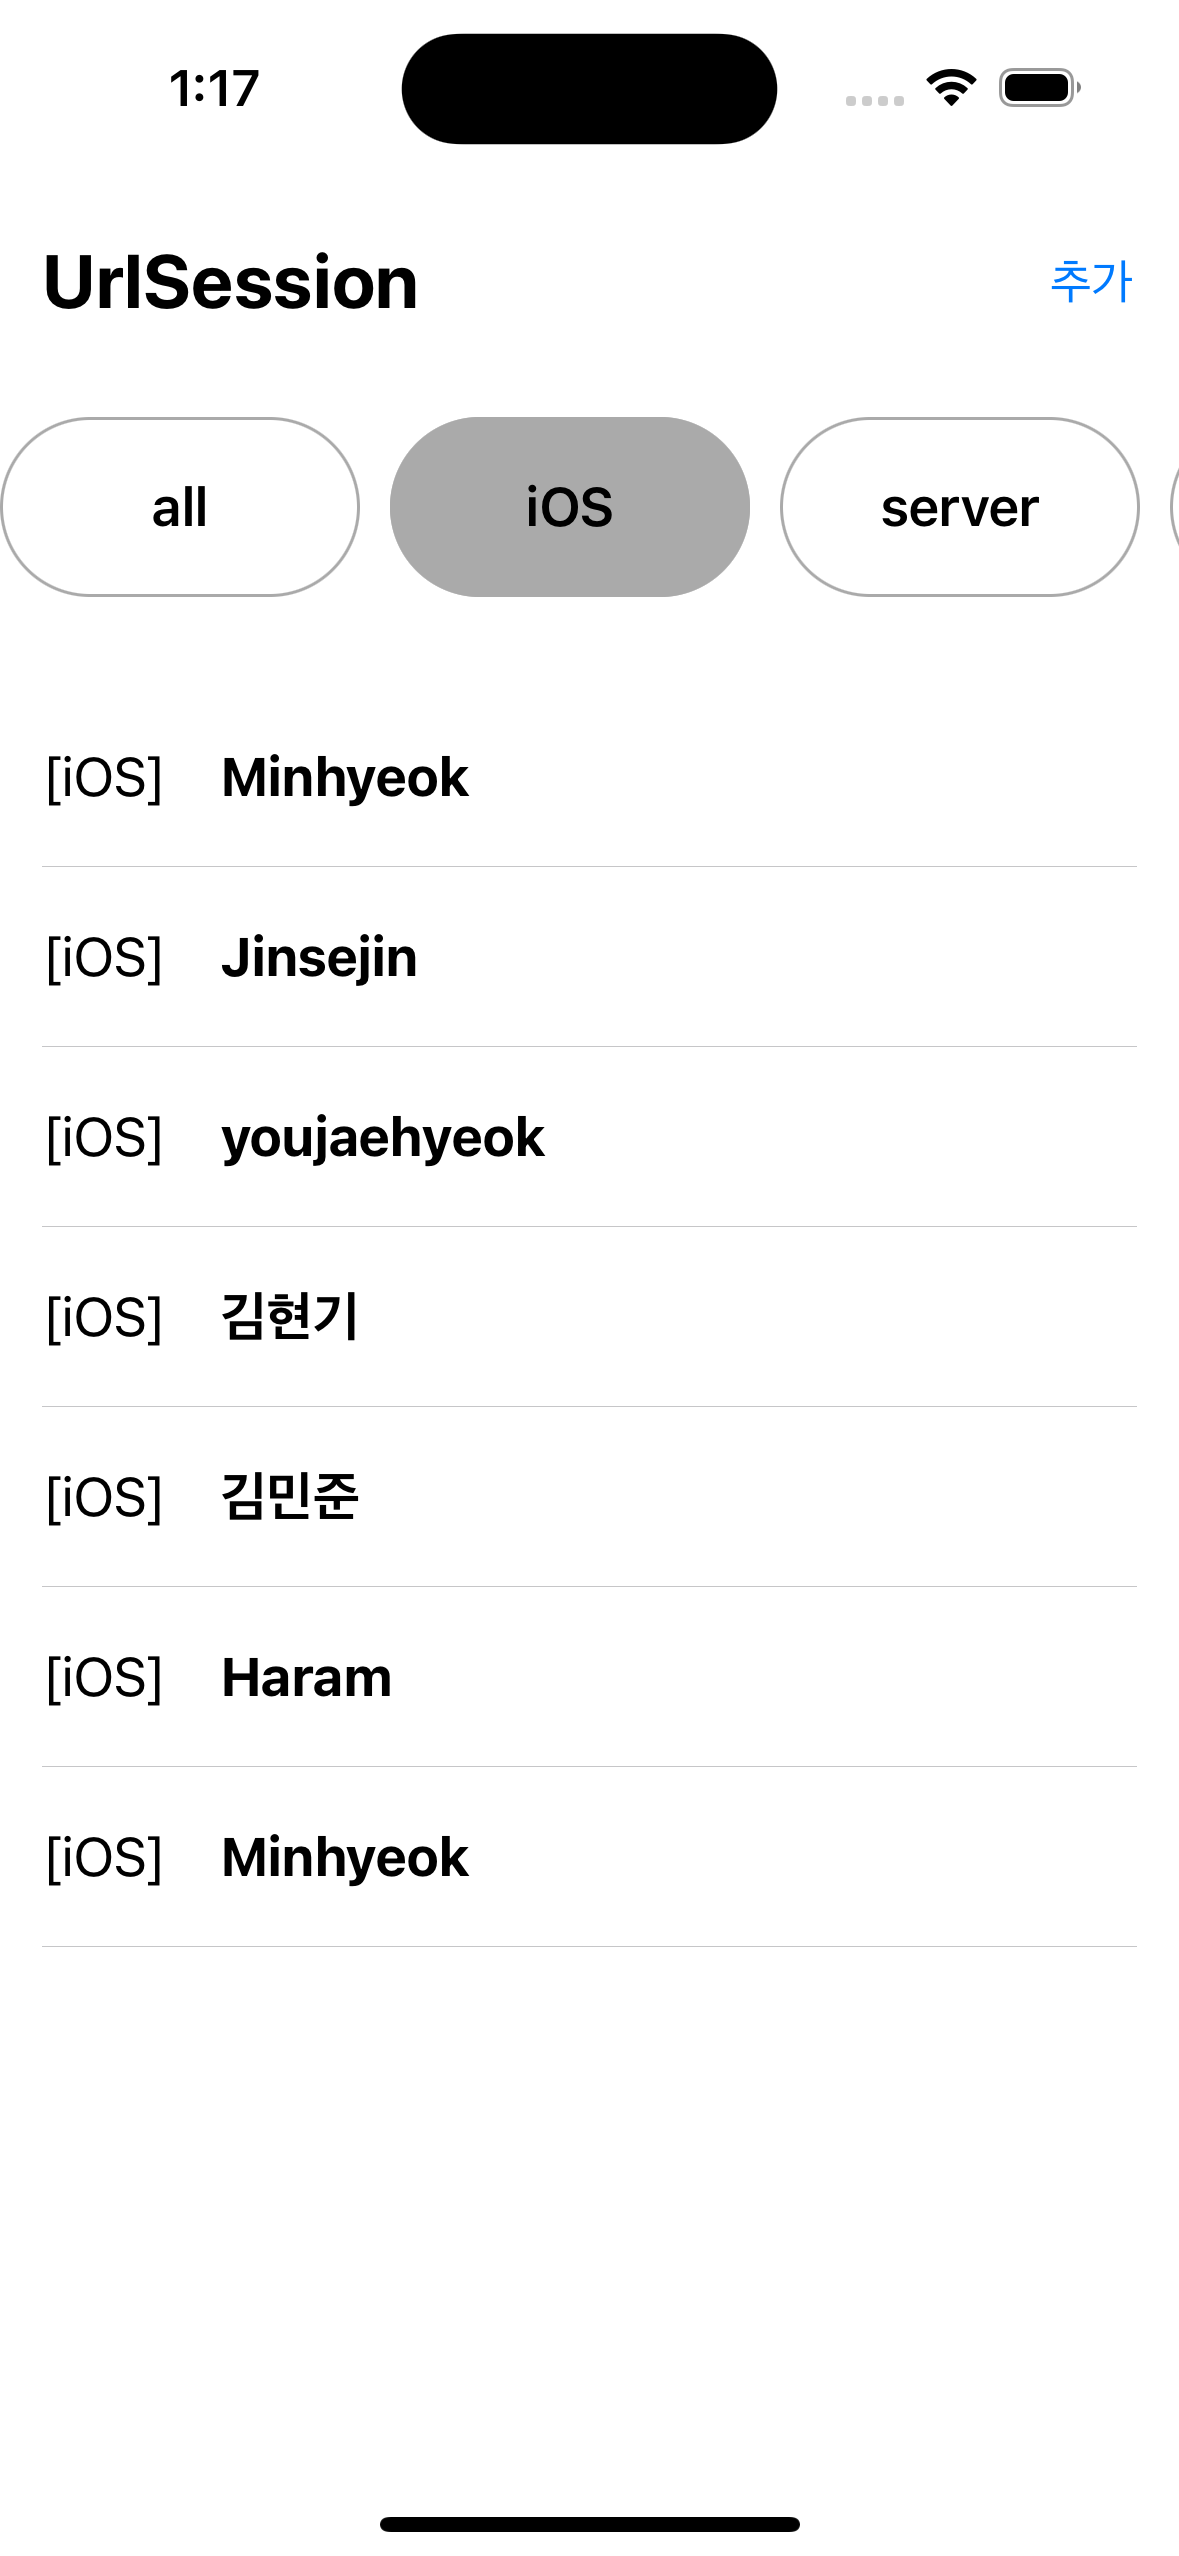 1:17
UrlSession 추가
all iOS server
[iOS] Minhyeok
[iOS] Jinsejin
[iOS] youjaehyeok
[iOS] 김현기
[iOS] 김민준
[iOS] Haram
[iOS] Minhyeok